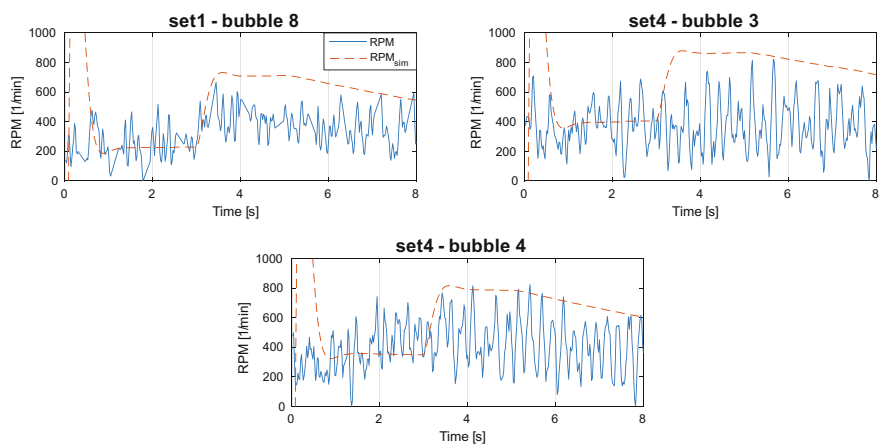 set1 - bubble 8
RPM [1/min]
1000
800
600
400
200
0
0 2 4 6 8
Time [s]
RPM
RPMsim
set4 - bubble 3
RPM [1/min]
1000
800
600
400
200
0
0 2 4 6 8
Time [s]
set4 - bubble 4
RPM [1/min]
1000
800
600
400
200
0
0 2 4 6 8
Time [s]